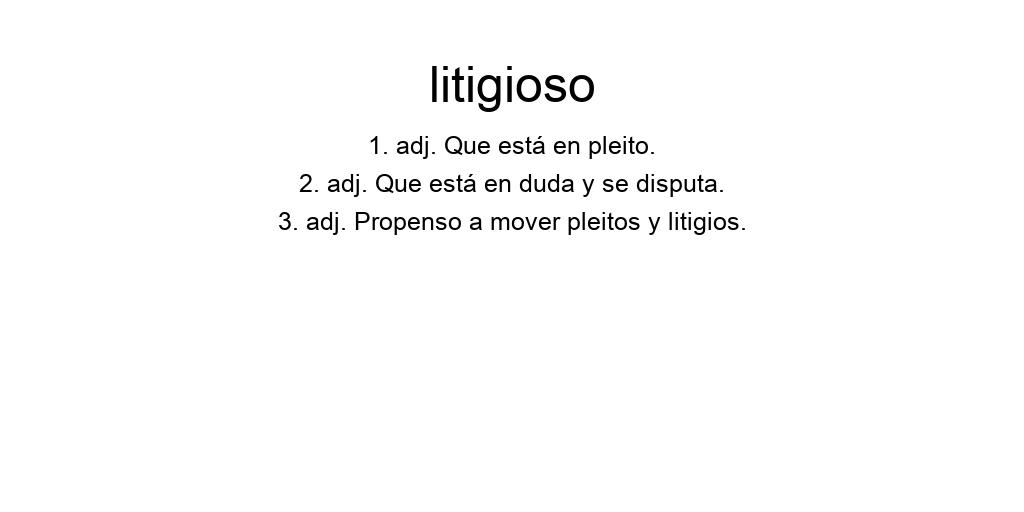 litigioso
1. adj. Que está en pleito.
2. adj. Que está en duda y se disputa.
3. adj. Propenso a mover pleitos y litigios.